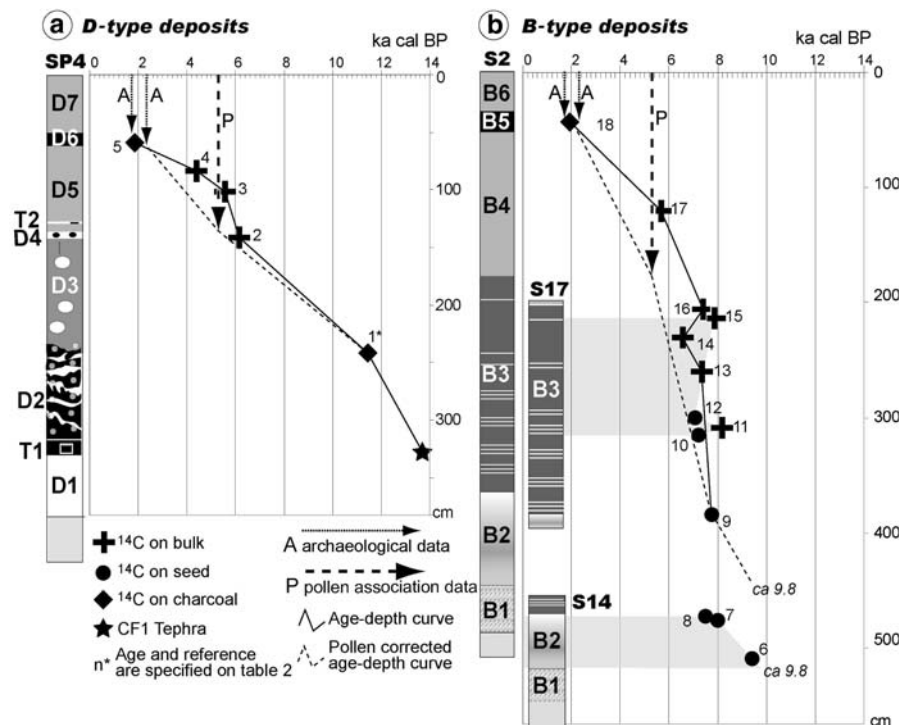 a D-type deposits
ka cal BP
SP4 0 2 4 6 8 10 12 14
0
A A
D7
P
D6
5
4
D5
3
100
T2
D4
2
D3
200
1*
D2
300
T1
D1
cm
14C on bulk
14C on seed
14C on charcoal
CF1 Tephra
n* Age and reference
are specified on table 2
A archaeological data
P pollen association data
Age-depth curve
Pollen corrected
age-depth curve
b B-type deposits
ka cal BP
S2 0 2 4 6 8 10 12 14
0
A A
B6
P
B5
18
100
B4
17
S17
200
16
15
14
B3
B3
13
12
11
300
10
9
400
B2
ca 9.8
B1
S14
8
7
B2
500
6
ca 9.8
B1
cm